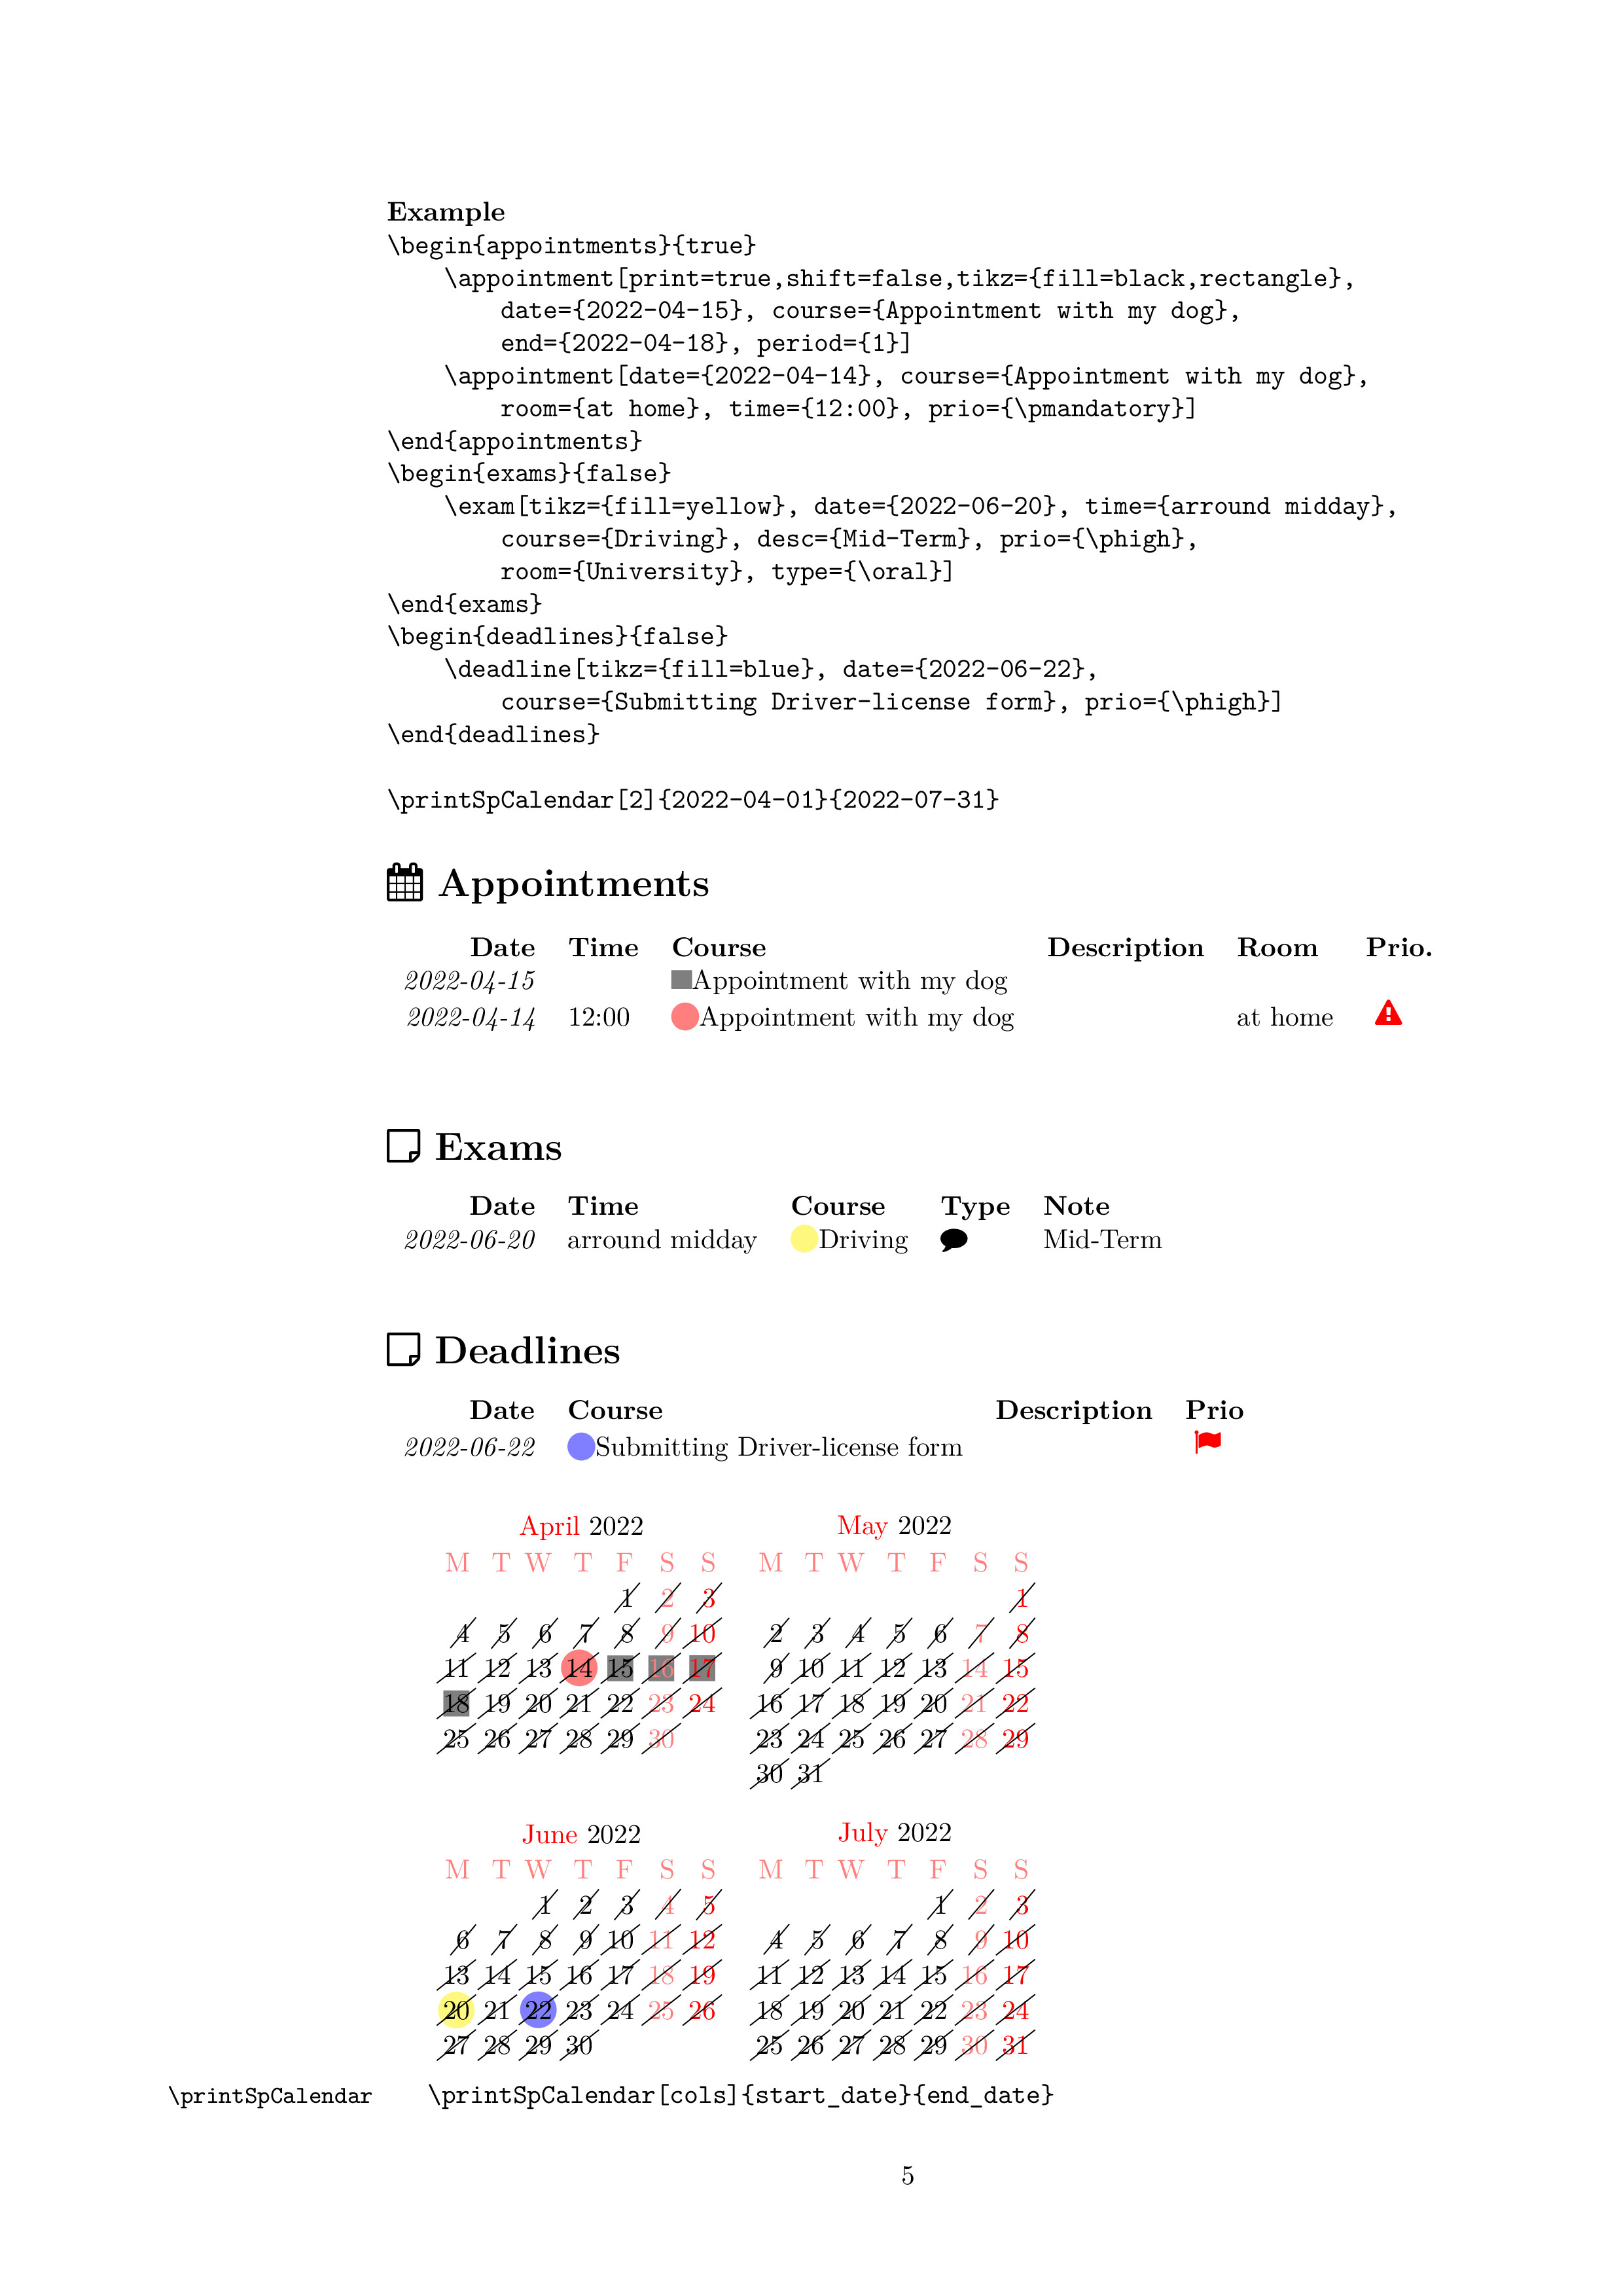 Example
\begin{appointments}{true}
\appointment[print=true,shift=false,tikz={fill=black,rectangle},
date={2022-04-15}, course={Appointment with my dog},
end={2022-04-18}, period={1}]
\appointment[date={2022-04-14}, course={Appointment with my dog},
room={at home}, time={12:00}, prio={\pmandatory}]
\end{appointments}
\begin{exams}{false}
\exam[tikz={fill=yellow}, date={2022-06-20}, time={arround midday},
course={Driving}, desc={Mid-Term}, prio={\phigh},
room={University}, type={\oral}]
\end{exams}
\begin{deadlines}{false}
\deadline[tikz={fill=blue}, date={2022-06-22},
course={Submitting Driver-license form}, prio={\phigh}]
\end{deadlines}
\printSpCalendar[2]{2022-04-01}{2022-07-31}
Appointments
Date Time Course Description Room Prio.
2022-04-15 Appointment with my dog
2022-04-14 12:00 Appointment with my dog at home
Exams
Date Time Course Type Note
2022-06-20 arround midday Driving Mid-Term
Deadlines
Date Course Description Prio
2022-06-22 Submitting Driver-license form
April 2022
M T W T F S S
1 2 3
4 5 6 7 8 9 10
11 12 13 14 15 16 17
18 19 20 21 22 23 24
25 26 27 28 29 30
May 2022
M T W T F S S
1
2 3 4 5 6 7 8
9 10 11 12 13 14 15
16 17 18 19 20 21 22
23 24 25 26 27 28 29
30 31
June 2022
M T W T F S S
1 2 3 4 5
6 7 8 9 10 11 12
13 14 15 16 17 18 19
20 21 22 23 24 25 26
27 28 29 30
July 2022
M T W T F S S
1 2 3
4 5 6 7 8 9 10
11 12 13 14 15 16 17
18 19 20 21 22 23 24
25 26 27 28 29 30 31
\printSpCalendar \printSpCalendar[cols]{start_date}{end_date}
5